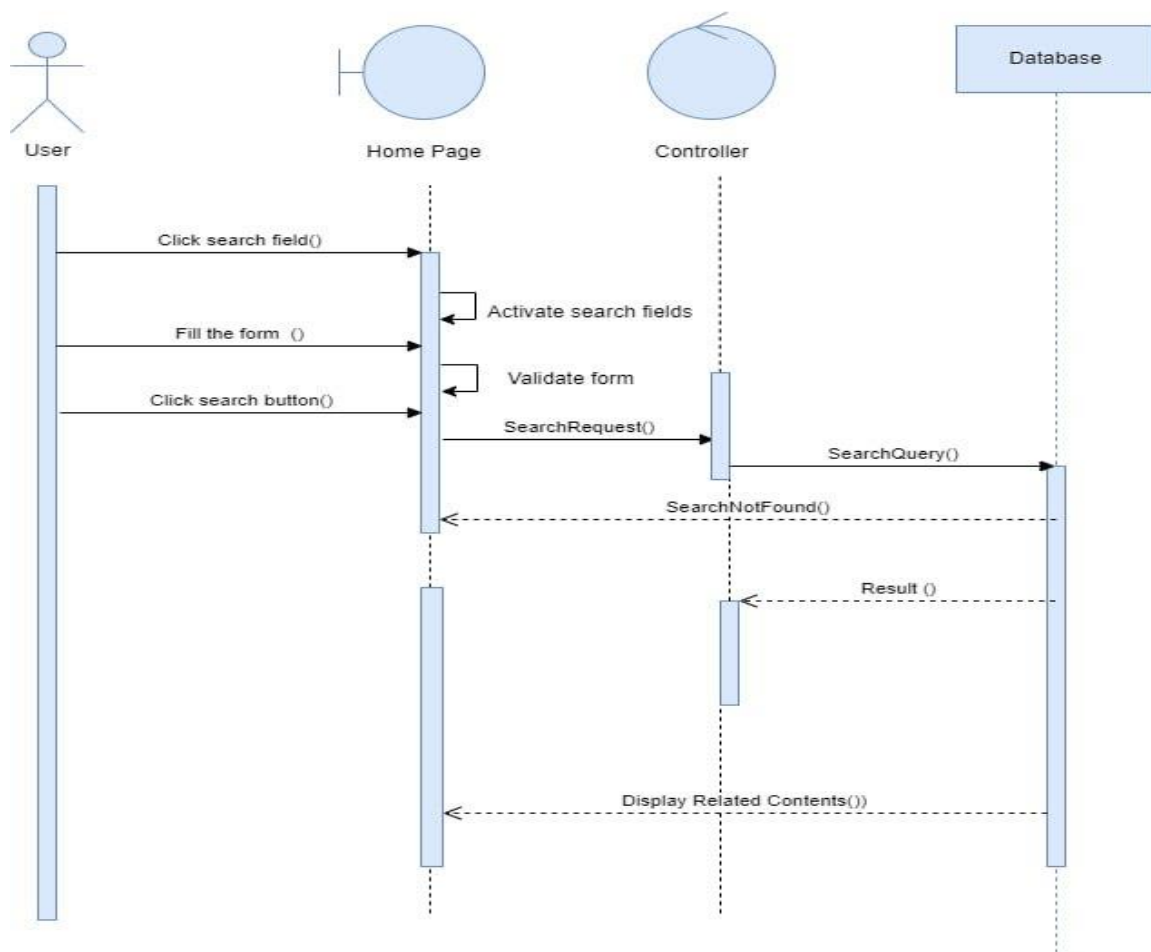 Database
User
Home Page
Controller
Click search field()
Activate search fields
Fill the form  ()
Validate form
Click search button()
SearchRequest()
SearchQuery()
SearchNotFound()
Result ()
Display Related Contents())